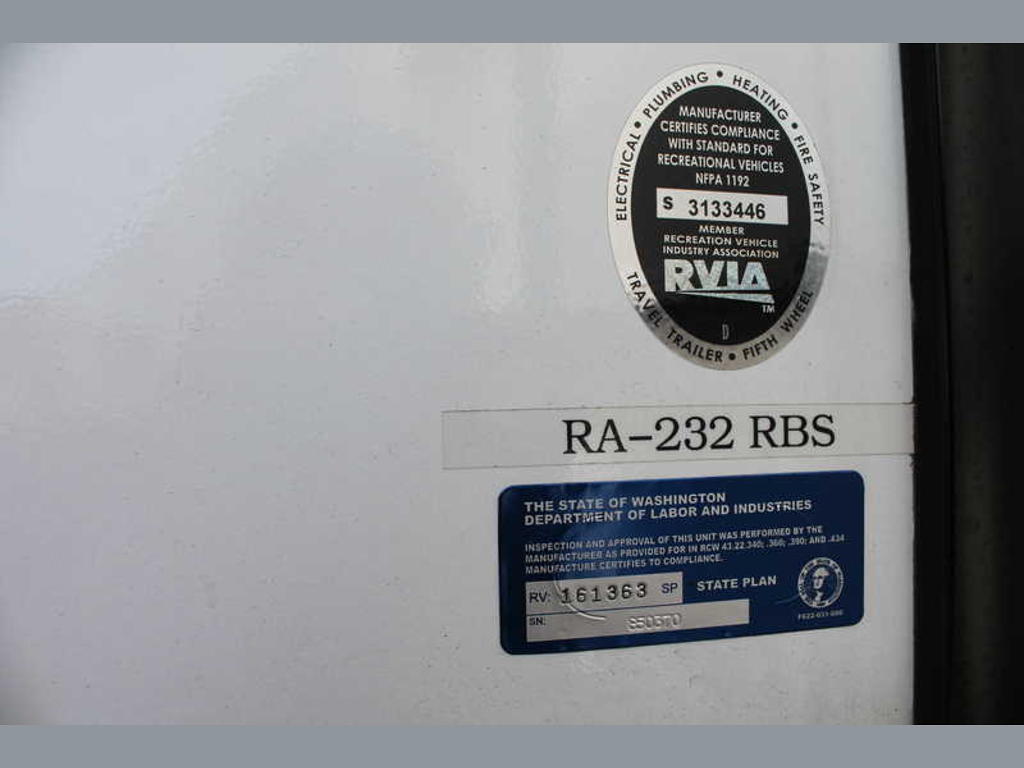 ELECTRICAL • PLUMBING • HEATING • FIRE SAFETY
MANUFACTURER
CERTIFIES COMPLIANCE
WITH STANDARD FOR
RECREATIONAL VEHICLES
NFPA 1192
S 3133446
MEMBER
RECREATION VEHICLE
INDUSTRY ASSOCIATION
RVIA
TM
D
TRAVEL TRAILER • FIFTH WHEEL
RA-232 RBS
THE STATE OF WASHINGTON
DEPARTMENT OF LABOR AND INDUSTRIES
INSPECTION AND APPROVAL OF THIS UNIT WAS PERFORMED BY THE
MANUFACTURER AS PROVIDED FOR IN RCW 43.22.340; .360; .390; AND .434
MANUFACTURE CERTIFIES TO COMPLIANCE.
RV: 161363 SP STATE PLAN
SN: